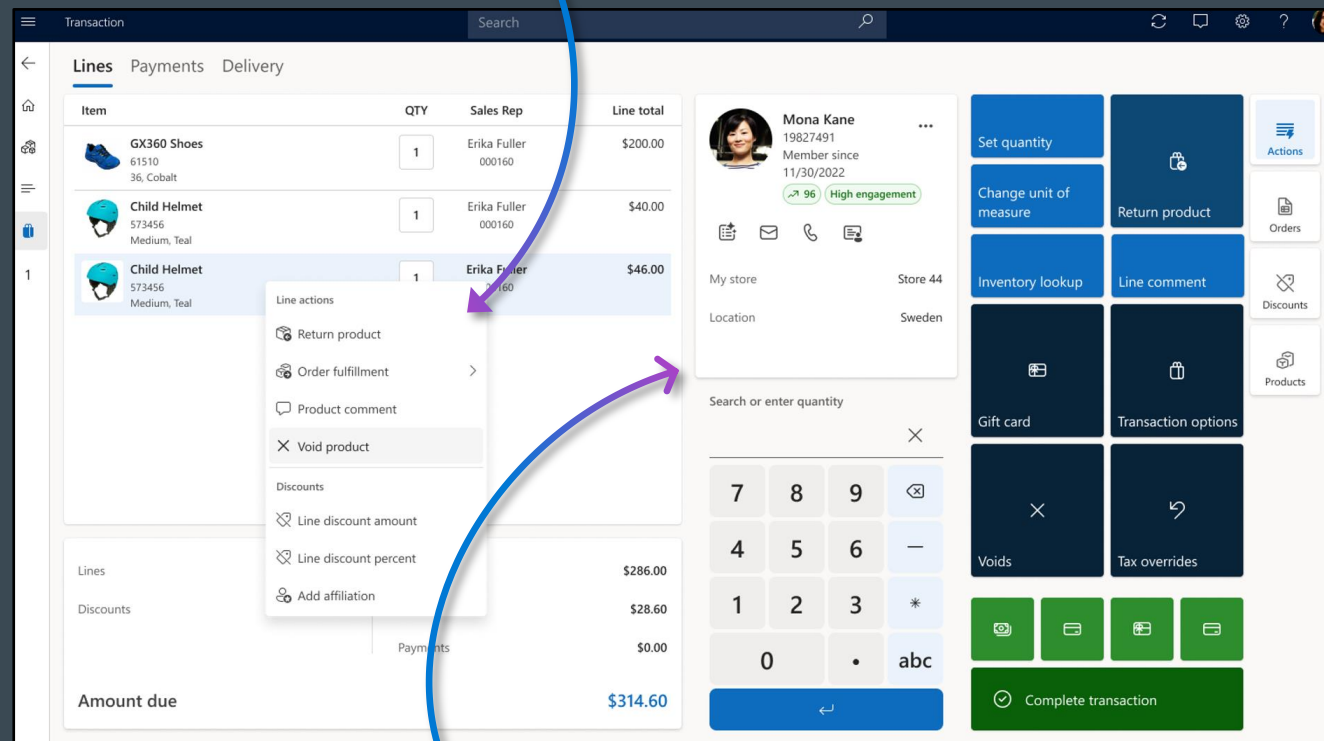 Transaction
Search
Lines Payments Delivery
Item QTY Sales Rep Line total
GX360 Shoes 1 Erika Fuller $200.00
61510 000160
36, Cobalt
Child Helmet 1 Erika Fuller $40.00
573456 000160
Medium, Teal
Child Helmet 1 Erika Fuller $46.00
573456
Medium, Teal
1
Line actions
Return product
Order fulfillment
Product comment
Void product
Discounts
Line discount amount
Line discount percent
Add affiliation
Lines $286.00
Discounts $28.60
Payments $0.00
Amount due $314.60
Mona Kane
19827491
Member since
11/30/2022
96 High engagement
My store Store 44
Location Sweden
Search or enter quantity
7 8 9
4 5 6 —
1 2 3 *
0 . abc
Set quantity
Change unit of
measure
Return product
Inventory lookup
Line comment
Gift card
Transaction options
Voids
Tax overrides
Complete transaction
Actions
Orders
Discounts
Products